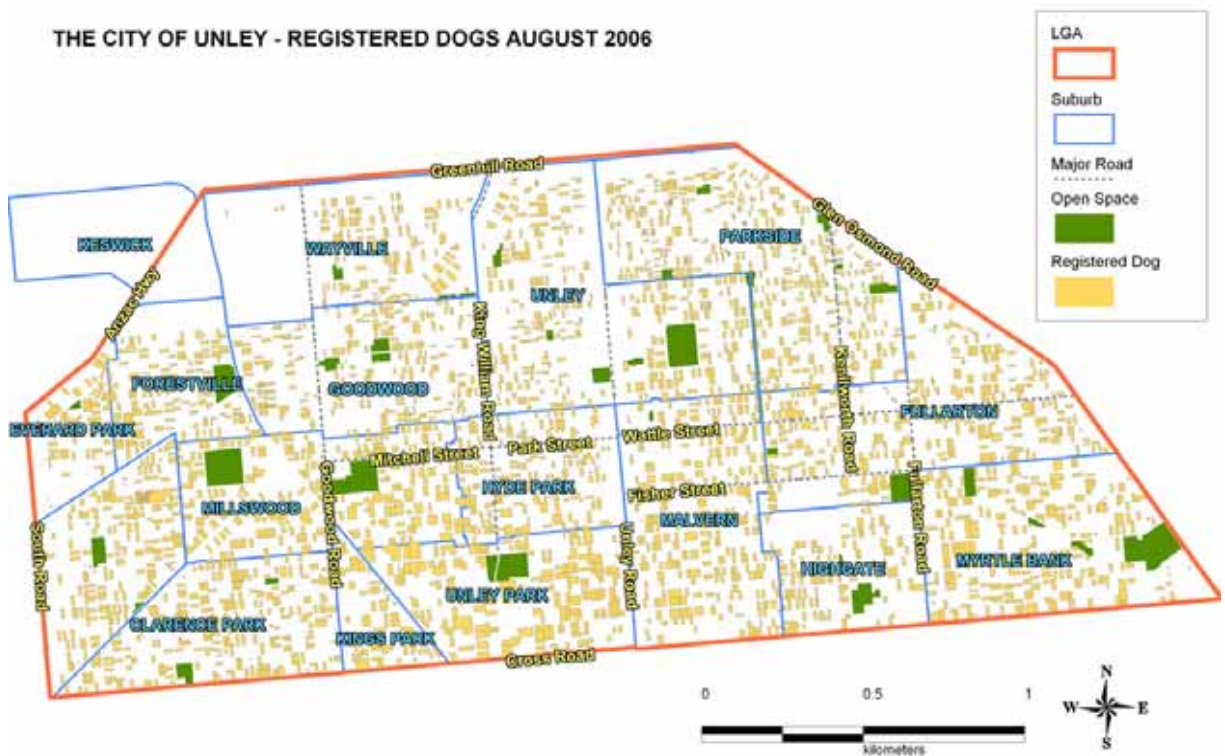 THE CITY OF UNLEY - REGISTERED DOGS AUGUST 2006
LGA
Suburb
Major Road
Open Space
Registered Dog
Greenhill Road
Glen Osmond Road
KESWICK
WAYVILLE
PARKSIDE
Anzac Hwy
UNLEY
King William Road
Kenilworth Road
FORESTVILLE
GOODWOOD
FULLARTON
EVERARD PARK
Mitchell Street
Park Street
Wattle Street
Goodwood Road
HYDE PARK
Fisher Street
Fullarton Road
MILLSWOOD
MALVERN
South Road
Unley Road
HIGHGATE
MYRTLE BANK
UNLEY PARK
CLARENCE PARK
KINGS PARK
Cross Road
N
W E
S
0 0.5 1
kilometers